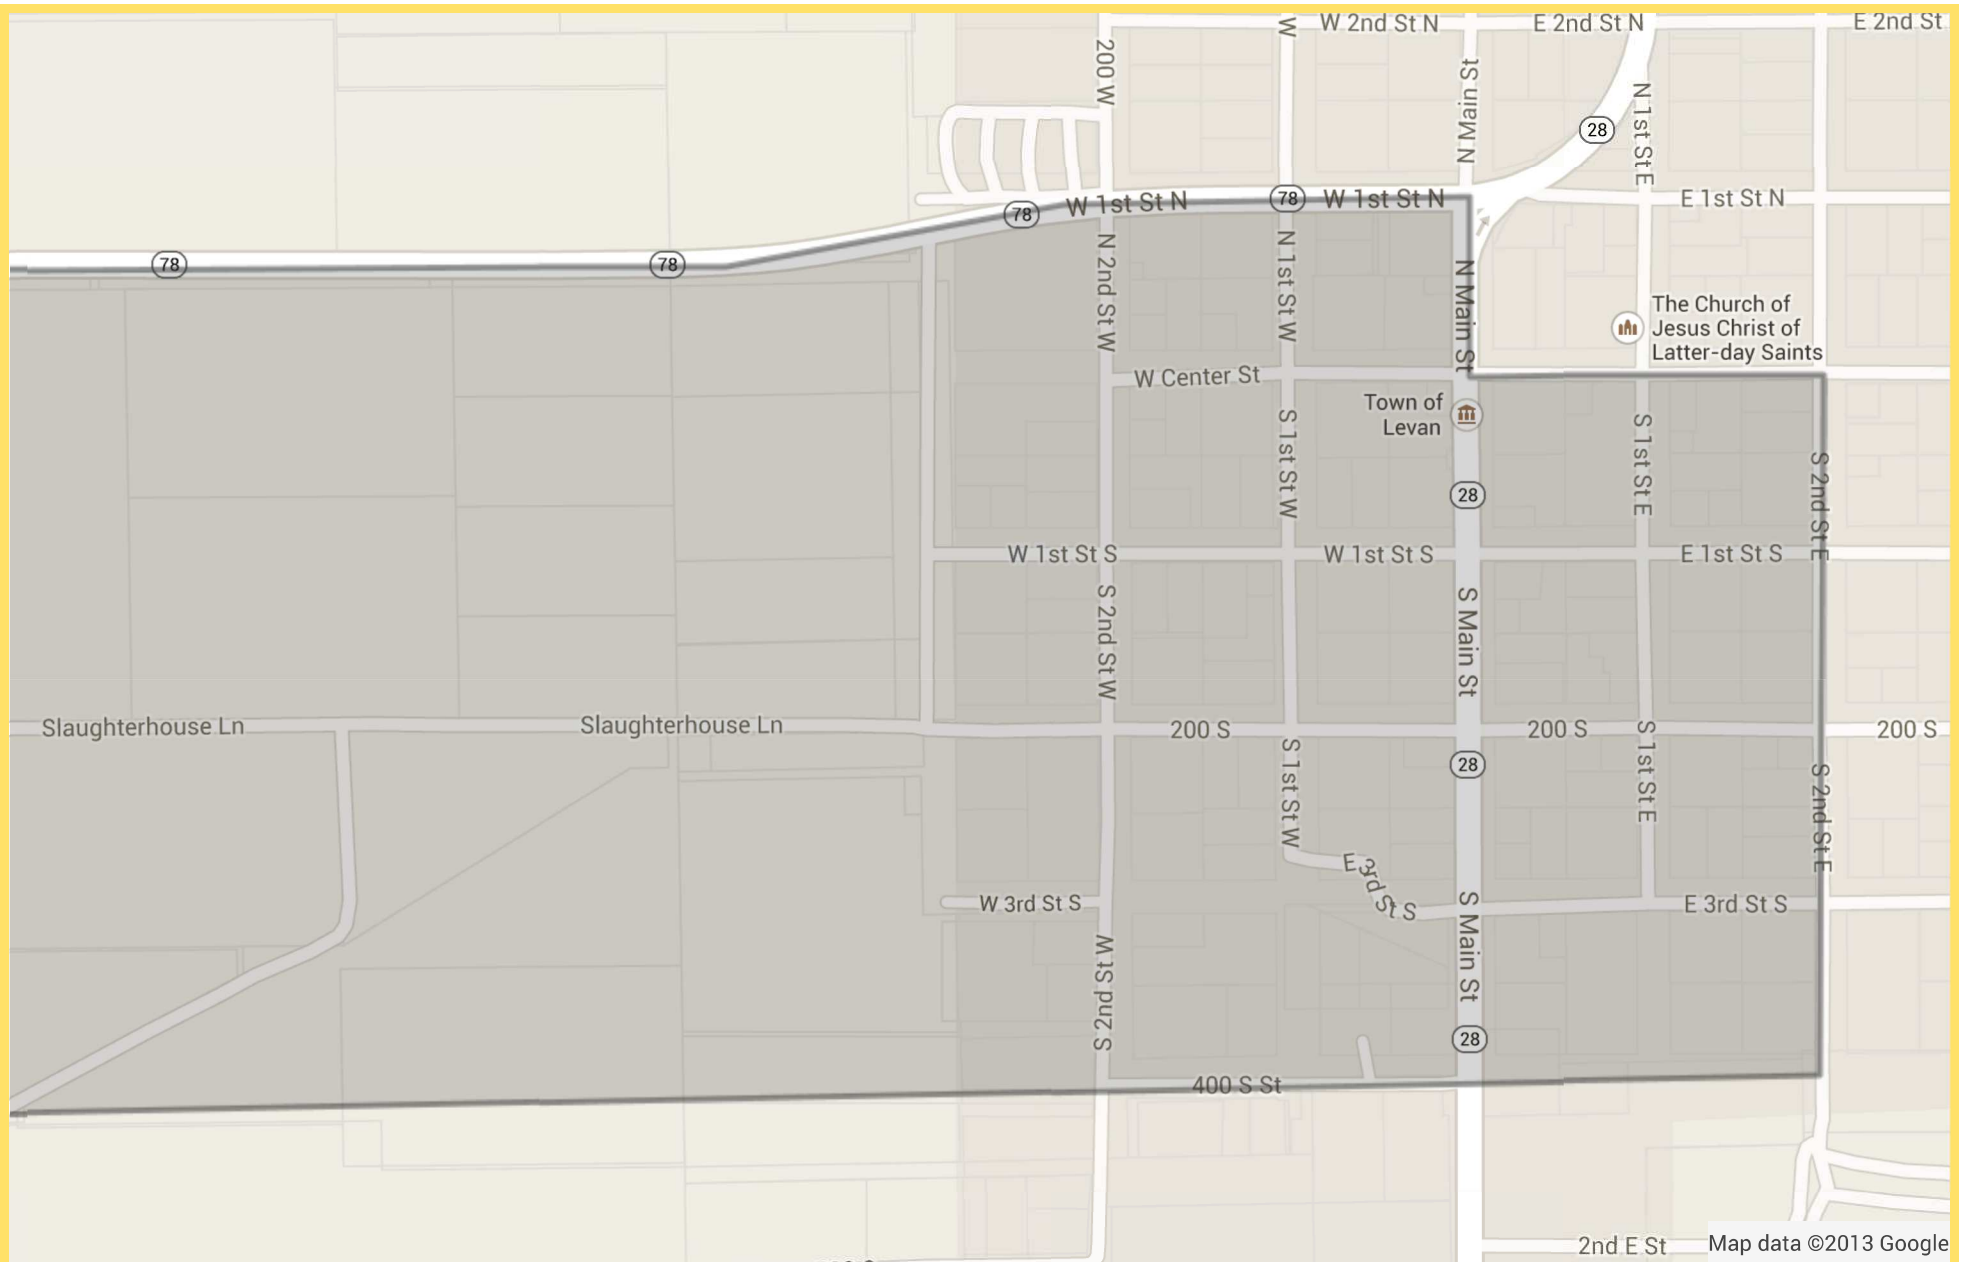 W 2nd St N
E 2nd St N
E 2nd St
W
200 W
N Main St
N 1st St E
28
78
W 1st St N
78
W 1st St N
E 1st St N
78
78
78
N 2nd St W
N 1st St W
N Main St
The Church of
Jesus Christ of
Latter-day Saints
W Center St
Town of
Levan
S 1st St W
S 1st St E
S 2nd St E
28
W 1st St S
W 1st St S
E 1st St S
S 2nd St W
S Main St
Slaughterhouse Ln
Slaughterhouse Ln
200 S
200 S
200 S
S 1st St W
28
S 1st St E
S 2nd St E
E 3rd St S
W 3rd St S
E 3rd St S
S 2nd St W
S Main St
28
400 S St
2nd E St
Map data ©2013 Google